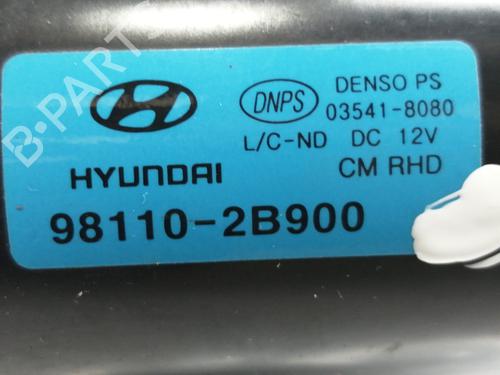 DNPS
DENSO PS
03541-8080
L/C-ND DC 12V
HYUNDAI
CM RHD
98110-2B900
B-PARTS